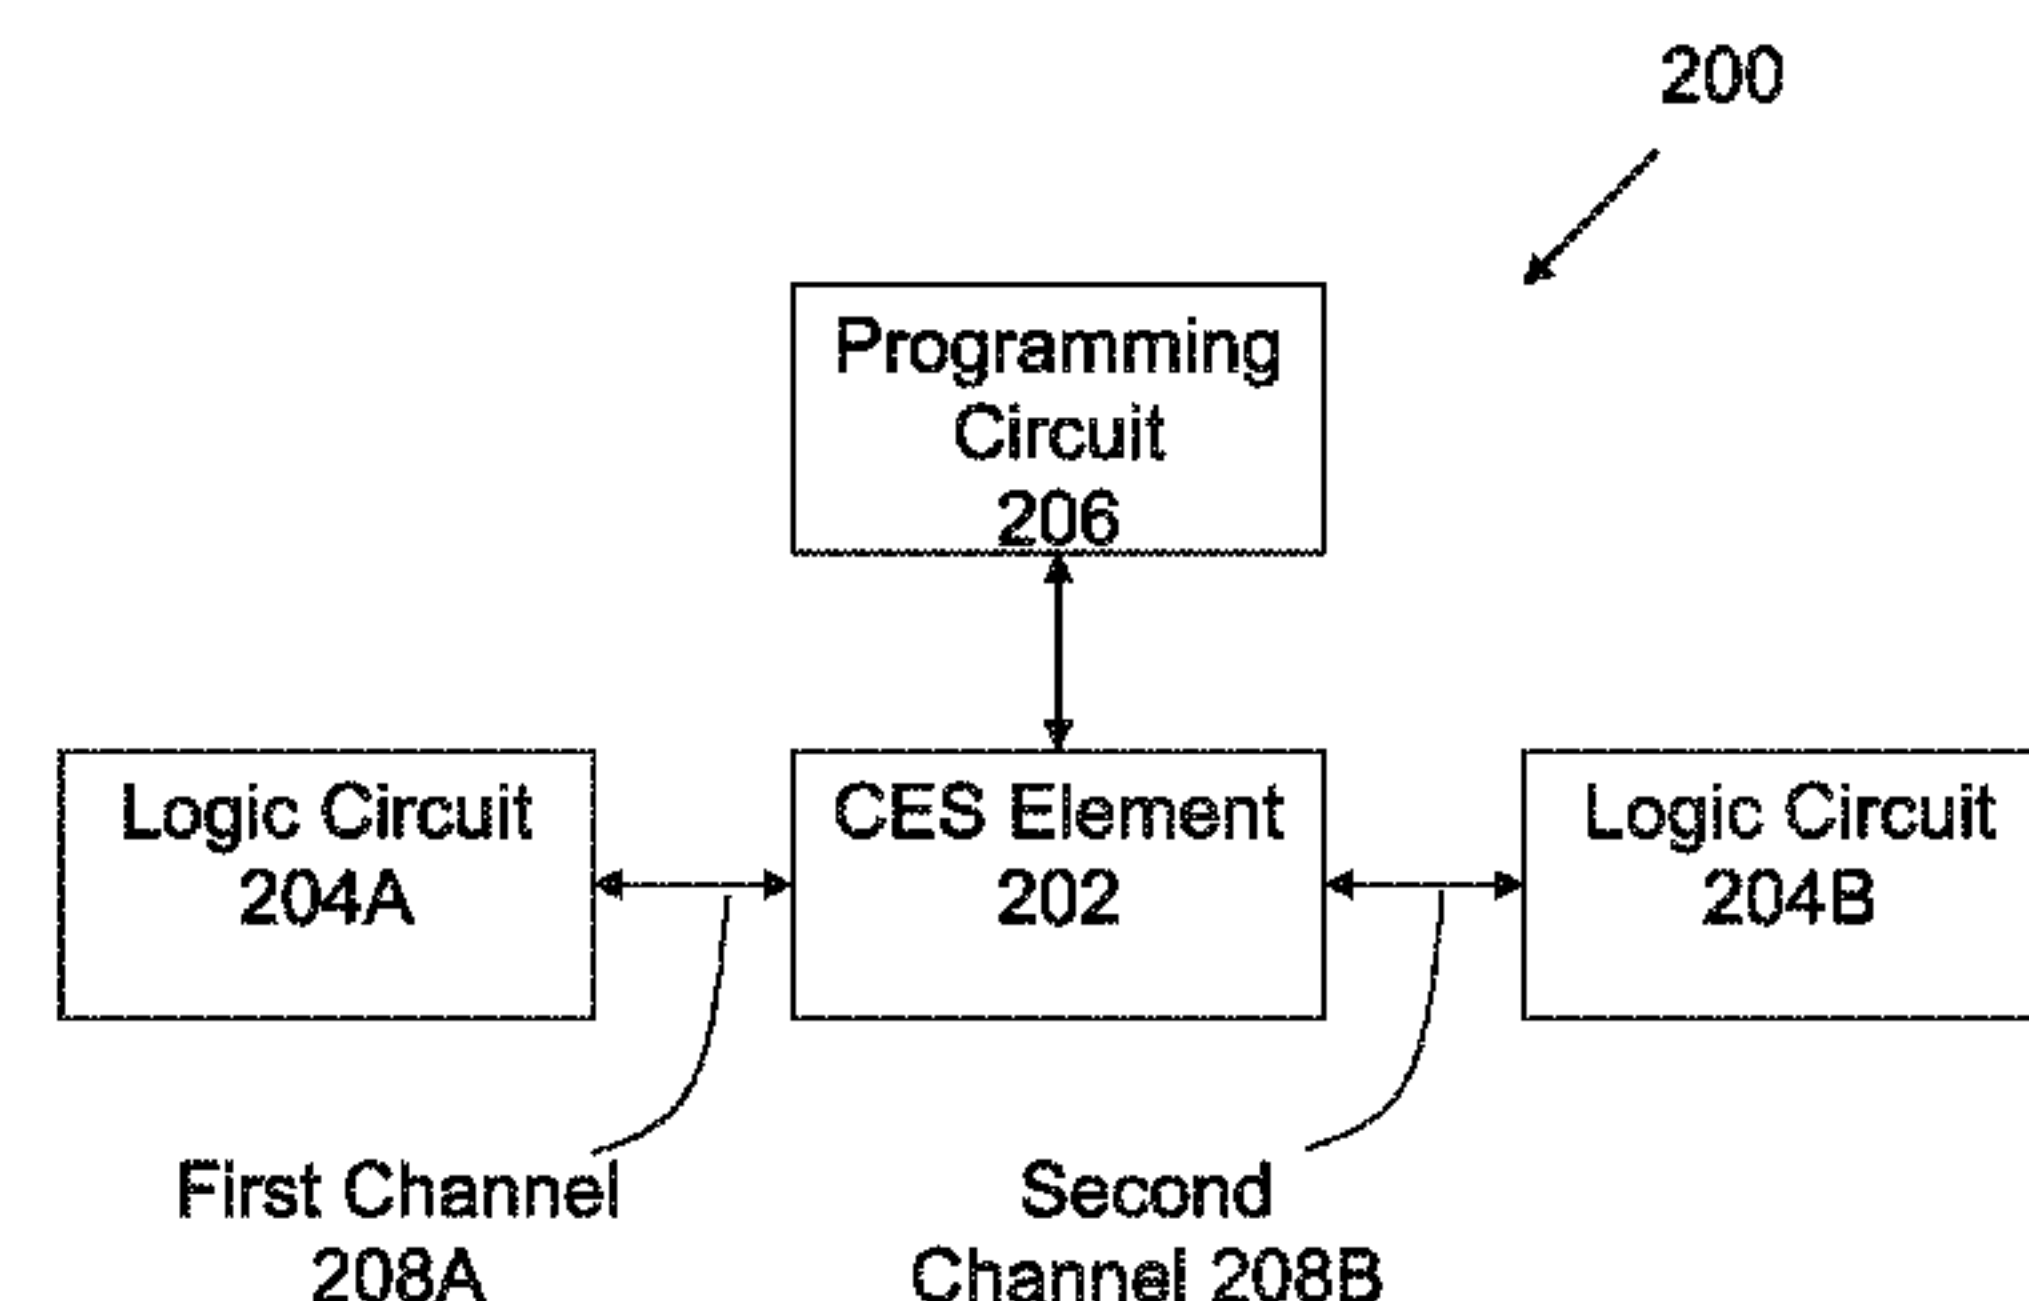 200
Programming
Circuit
206
Logic Circuit
204A
CES Element
202
Logic Circuit
204B
First Channel
208A
Second
Channel 208B